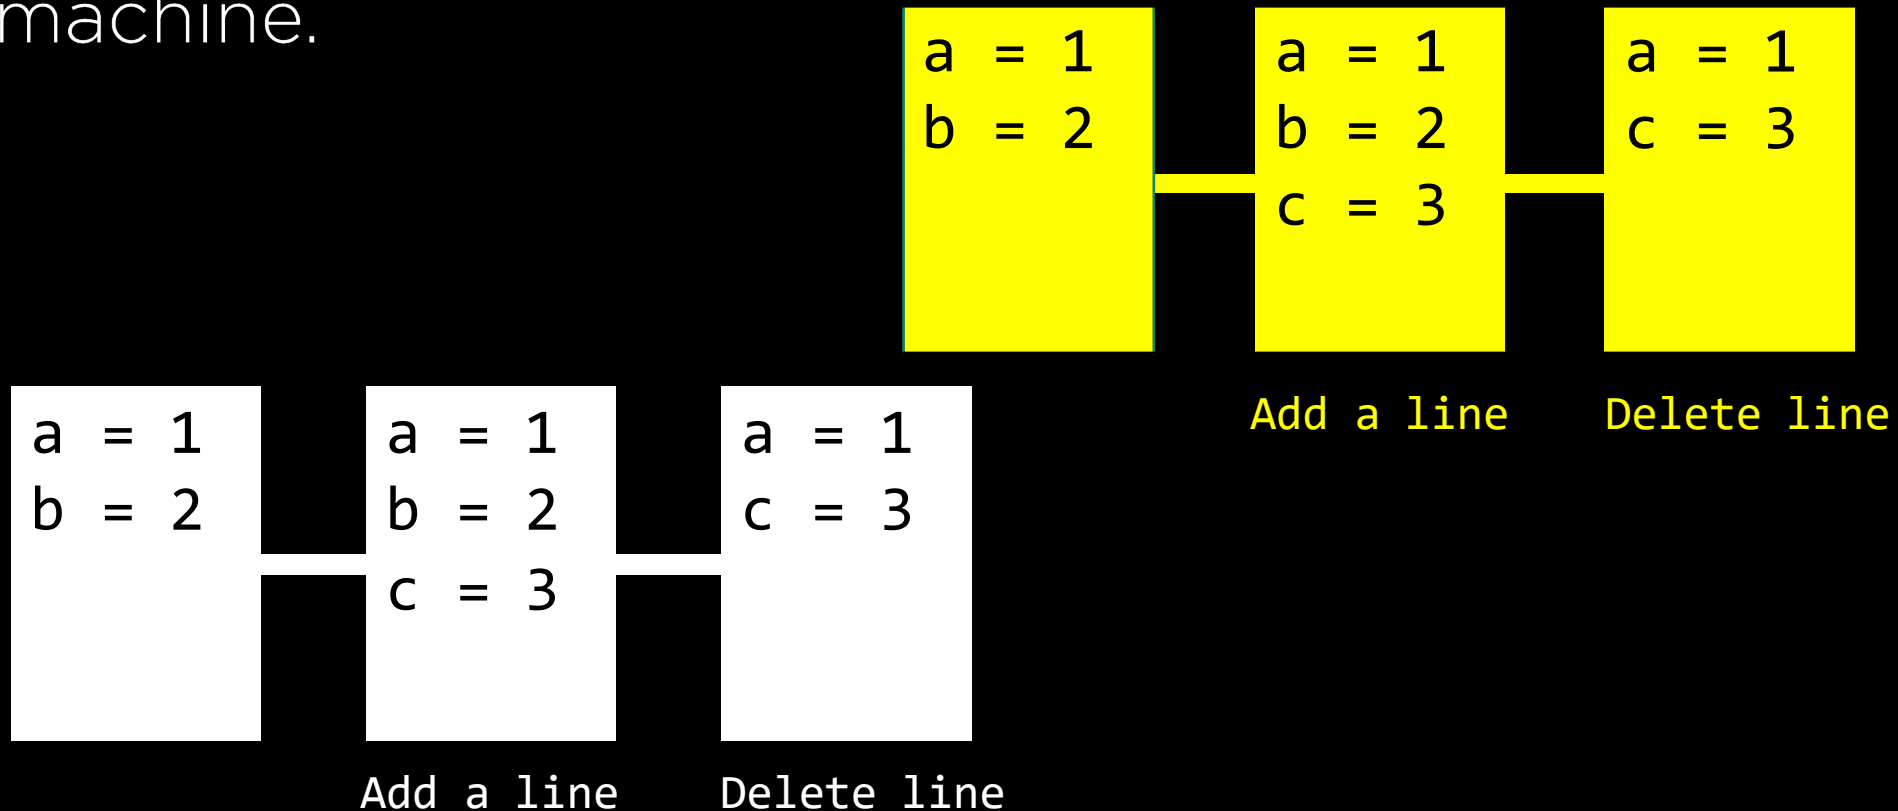 machine.
a = 1
b = 2
a = 1
b = 2
c = 3
a = 1
c = 3
Add a line
Delete line
a = 1
b = 2
a = 1
b = 2
c = 3
a = 1
c = 3
Add a line
Delete line